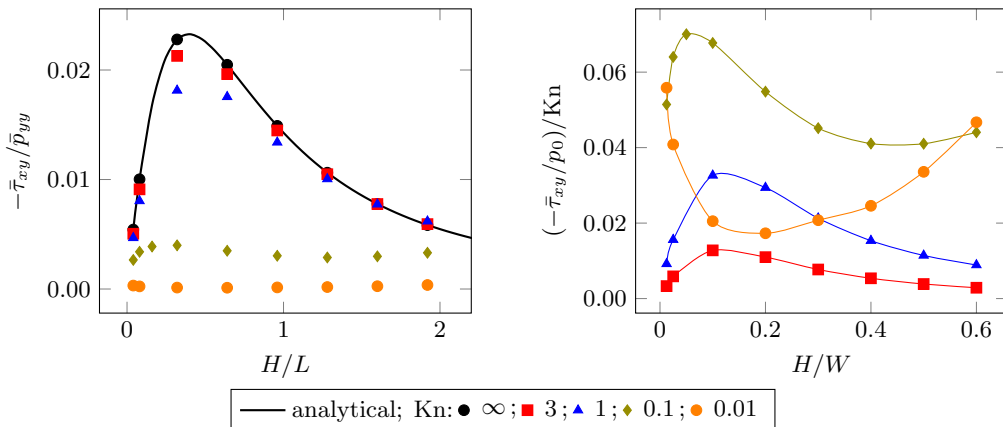 0.02
0.01
0.00
−τ̄xy/p̄yy
0 1 2
H/L
0.06
0.04
0.02
0.00
(−τ̄xy/p0)/Kn
0 0.2 0.4 0.6
H/W
analytical; Kn: ∞ ; 3 ; 1 ; 0.1 ; 0.01